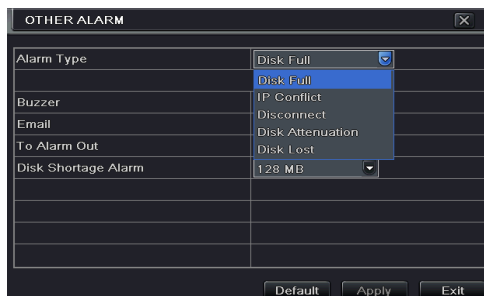 OTHER ALARM
Alarm Type Disk Full
Disk Full
Buzzer IP Conflict
Email Disconnect
To Alarm Out Disk Attenuation
Disk Lost
Disk Shortage Alarm 128 MB
Default Apply Exit